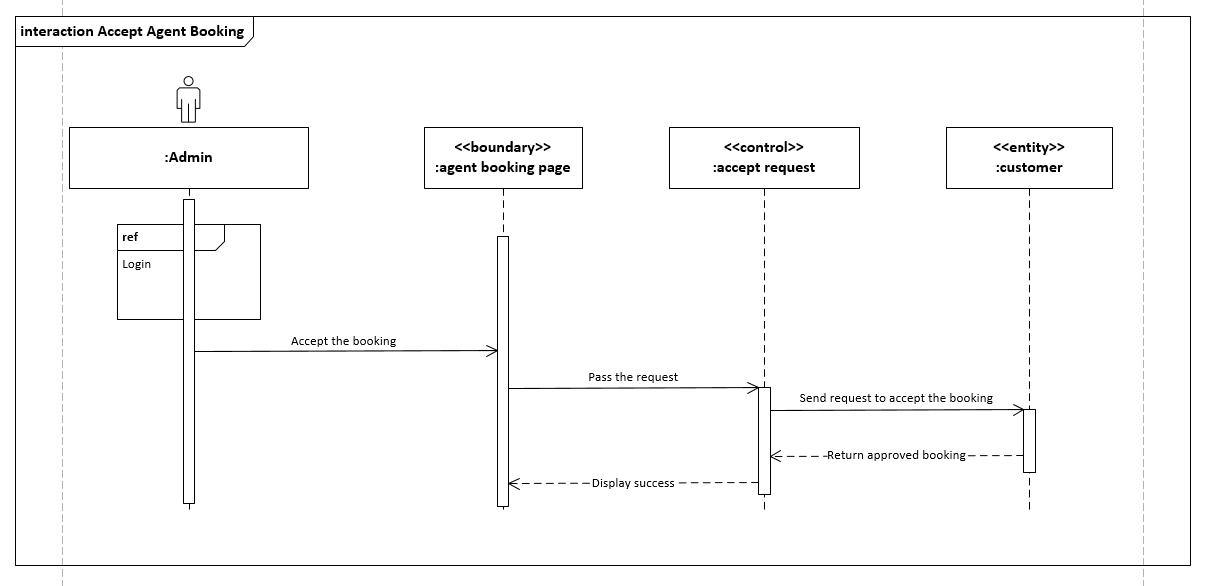 interaction Accept Agent Booking
:Admin
<<boundary>>
:agent booking page
<<control>>
:accept request
<<entity>>
:customer
ref
Login
Accept the booking
Pass the request
Send request to accept the booking
Return approved booking
Display success